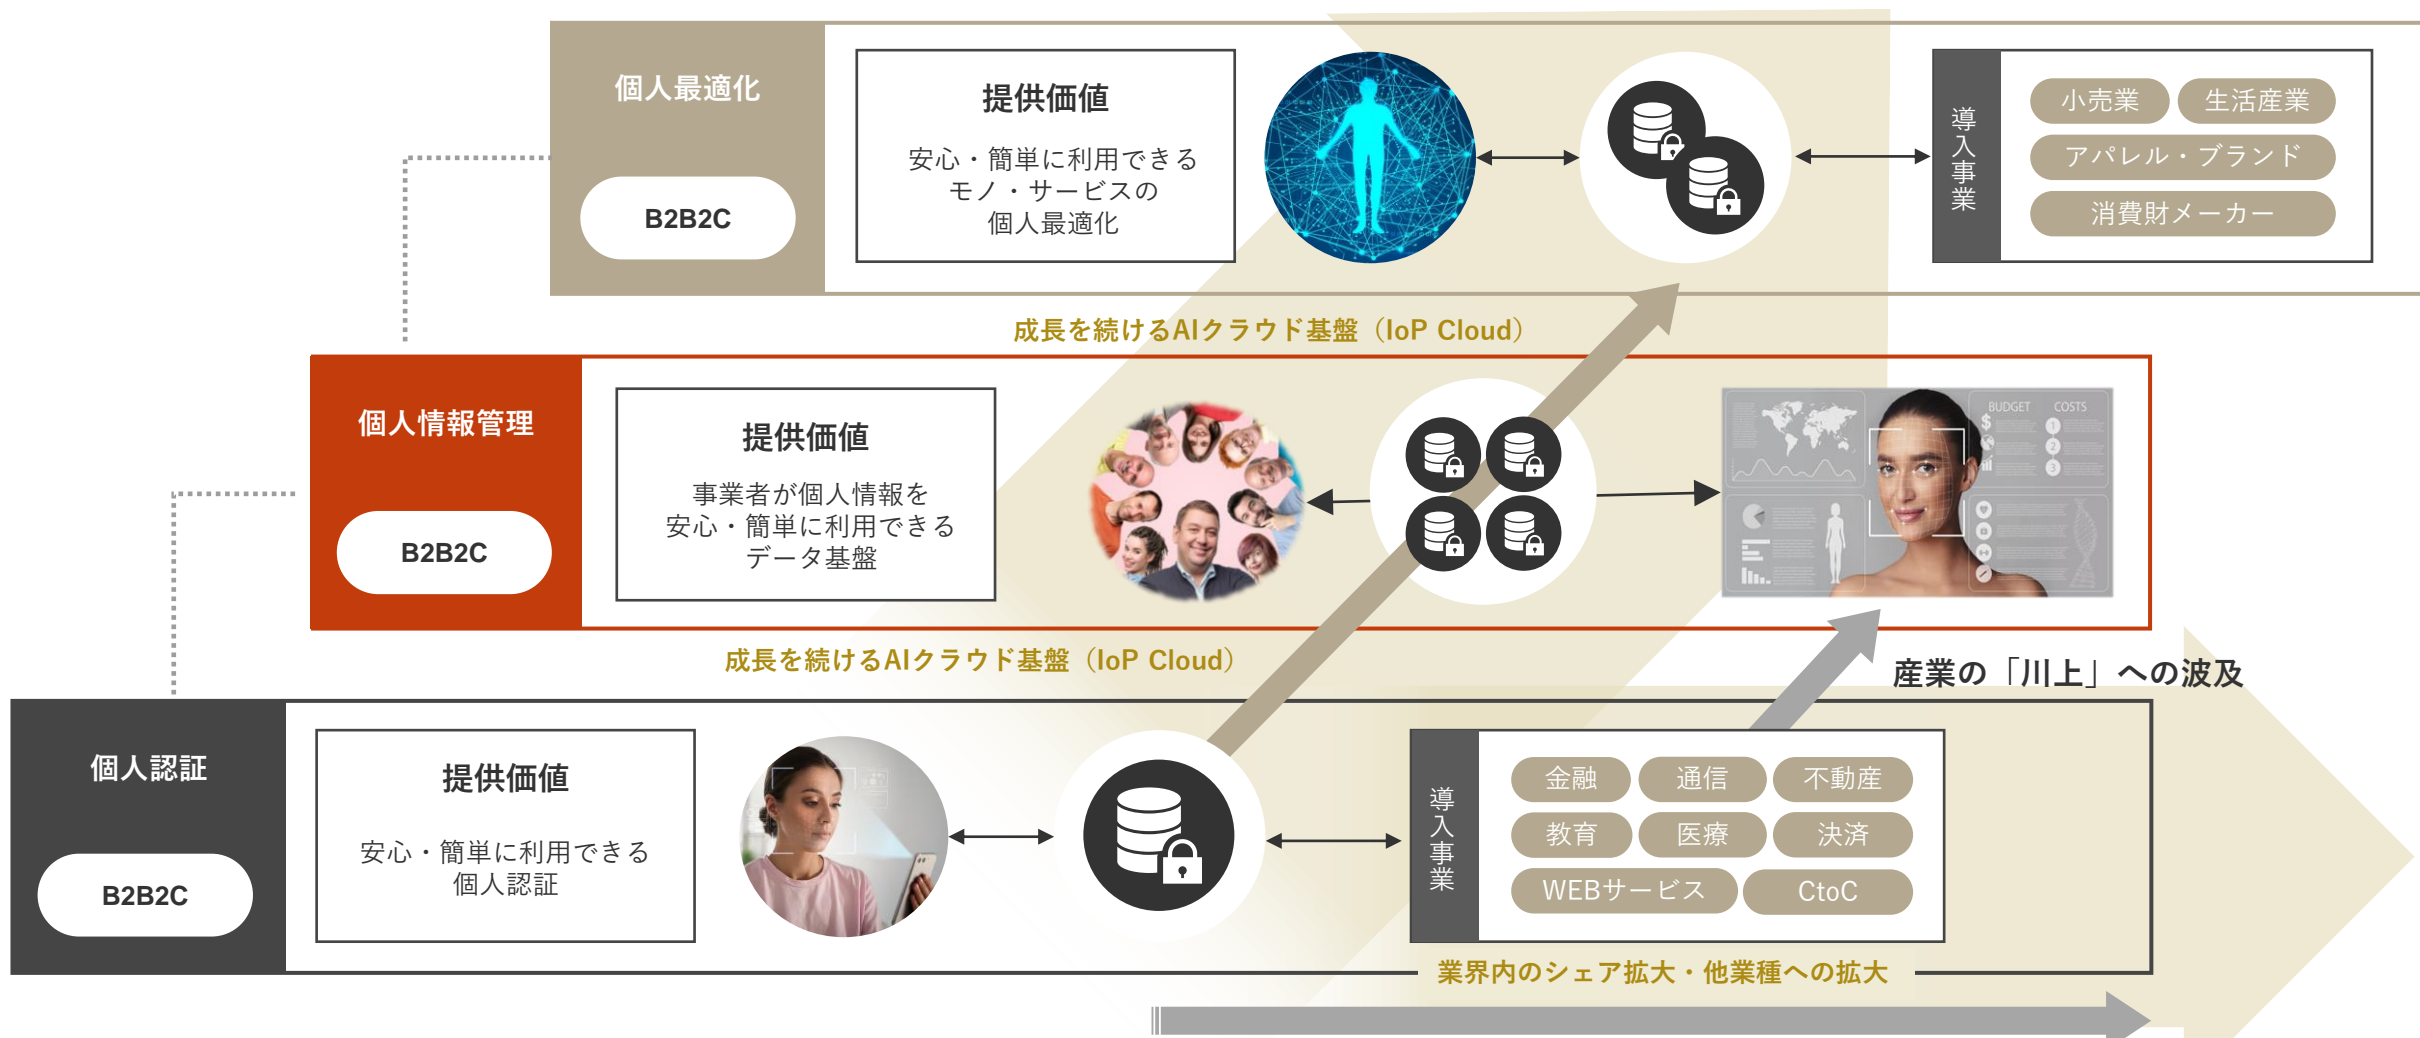 個人最適化
B2B2C
提供価値
安心・簡単に利用できる
モノ・サービスの
個人最適化
導入事業
小売業
生活産業
アパレル・ブランド
消費財メーカー
成長を続けるAIクラウド基盤（IoP Cloud）
個人情報管理
B2B2C
提供価値
事業者が個人情報を
安心・簡単に利用できる
データ基盤
BUDGET
COSTS
1
2
3
成長を続けるAIクラウド基盤（IoP Cloud）
産業の「川上」への波及
個人認証
B2B2C
提供価値
安心・簡単に利用できる
個人認証
導入事業
金融
通信
不動産
教育
医療
決済
WEBサービス
CtoC
業界内のシェア拡大・他業種への拡大